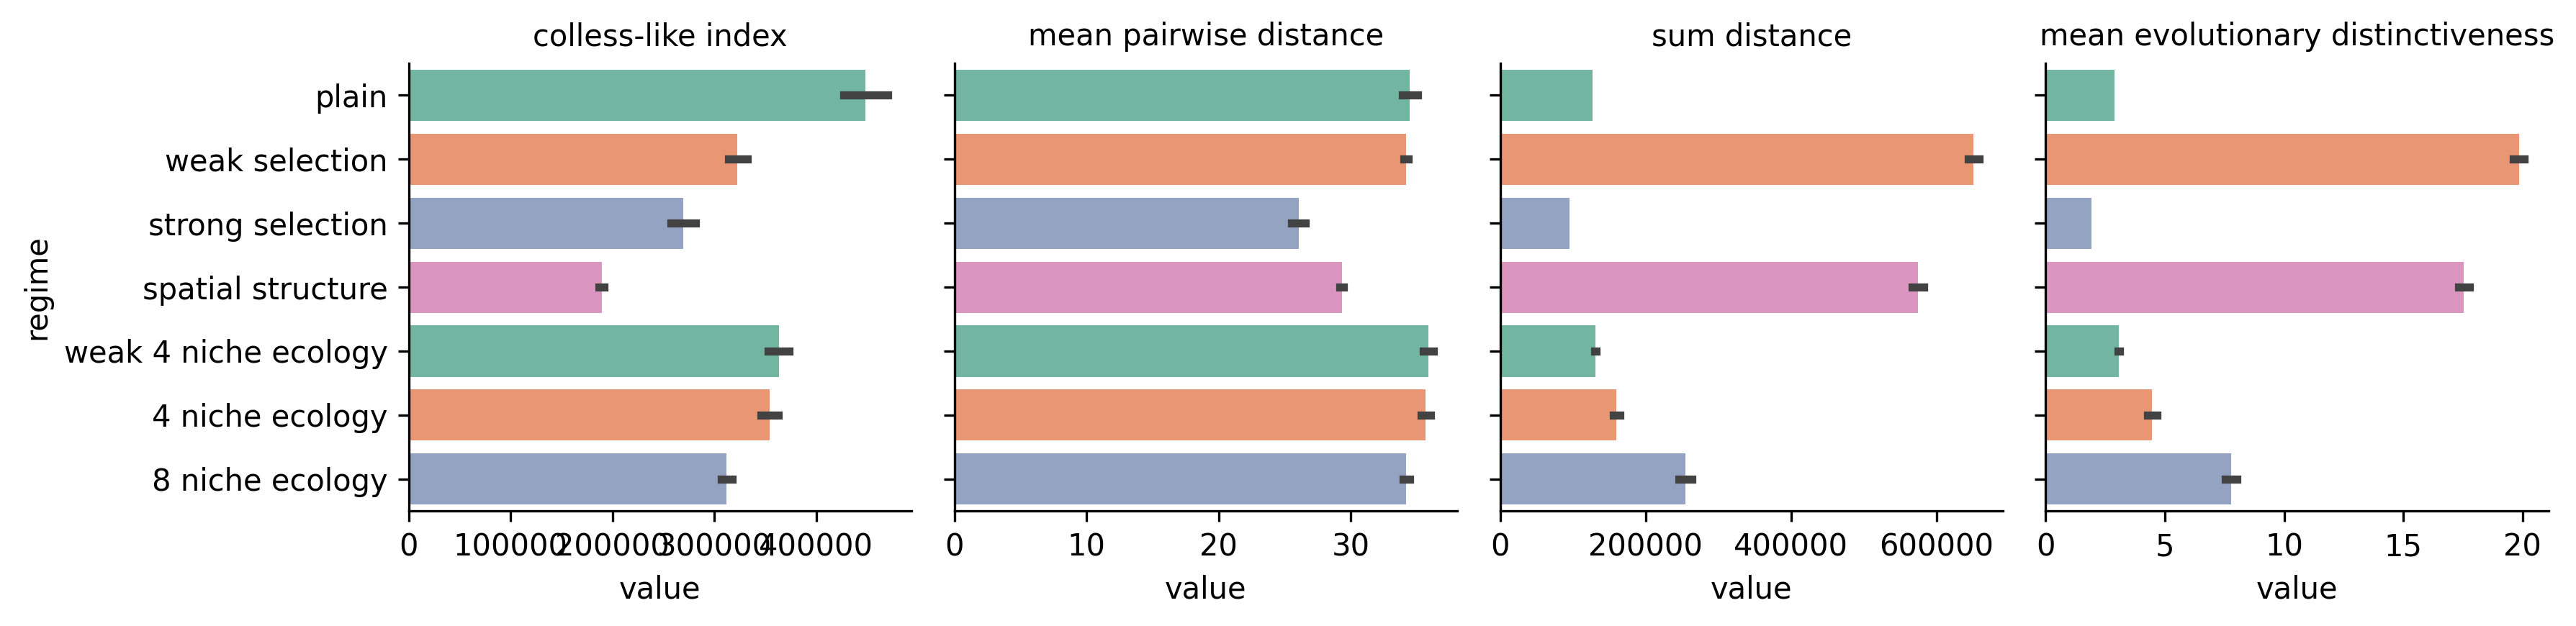 colless-like index
mean pairwise distance
sum distance
mean evolutionary distinctiveness
regime
plain
weak selection
strong selection
spatial structure
weak 4 niche ecology
4 niche ecology
8 niche ecology
0 100000 200000 300000 400000
0 10 20 30
0 200000 400000 600000
0 5 10 15 20
value
value
value
value